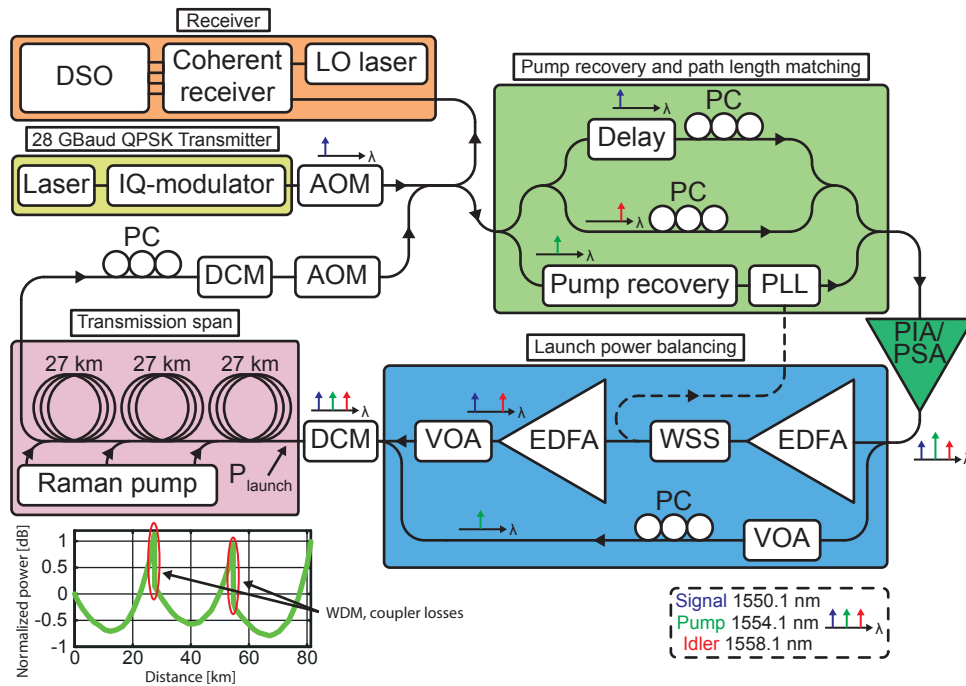 Receiver
DSO
Coherent
receiver
LO laser
28 GBaud QPSK Transmitter
Laser
IQ-modulator
AOM
λ
PC
DCM
AOM
Pump recovery and path length matching
λ
Delay
PC
λ
PC
λ
Pump recovery
PLL
PIA/
PSA
λ
Transmission span
27 km
27 km
27 km
Raman pump
P launch
λ
DCM
Launch power balancing
λ
VOA
EDFA
WSS
EDFA
λ
PC
VOA
Normalized power [dB]
1
0.5
0
-0.5
-1
0
20
40
60
80
Distance [km]
WDM, coupler losses
Signal 1550.1 nm
Pump 1554.1 nm
λ
Idler 1558.1 nm